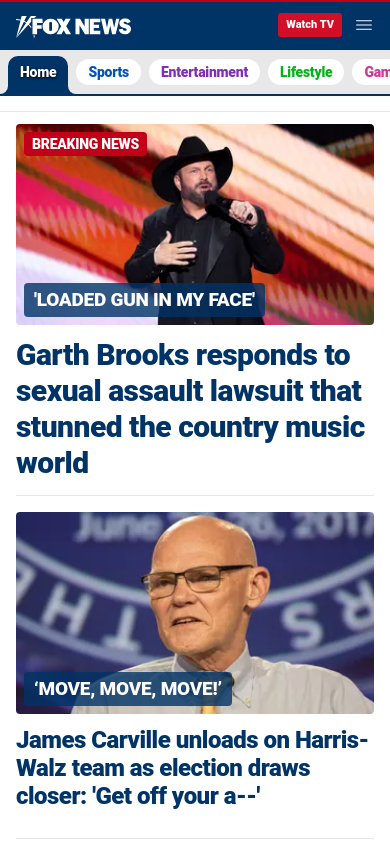 FOX NEWS
Watch TV
Home
Sports
Entertainment
Lifestyle
Gam
BREAKING NEWS
'LOADED GUN IN MY FACE'
Garth Brooks responds to
sexual assault lawsuit that
stunned the country music
world
June
2017
‘MOVE, MOVE, MOVE!’
James Carville unloads on Harris-
Walz team as election draws
closer: 'Get off your a--'